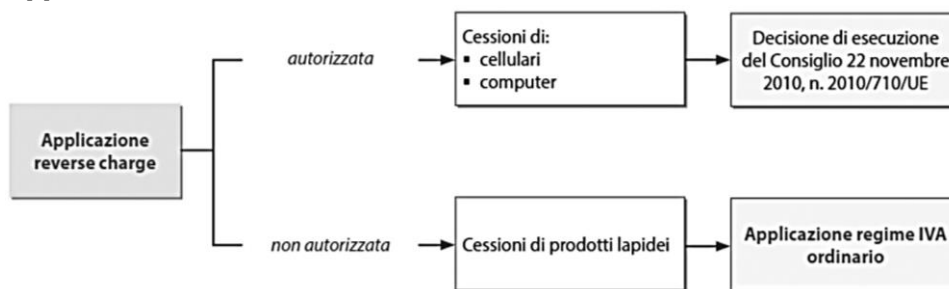 Applicazione
reverse charge
autorizzata
Cessioni di:
▪ cellulari
▪ computer
Decisione di esecuzione
del Consiglio 22 novembre
2010, n. 2010/710/UE
non autorizzata
Cessioni di prodotti lapidei
Applicazione regime IVA
ordinario